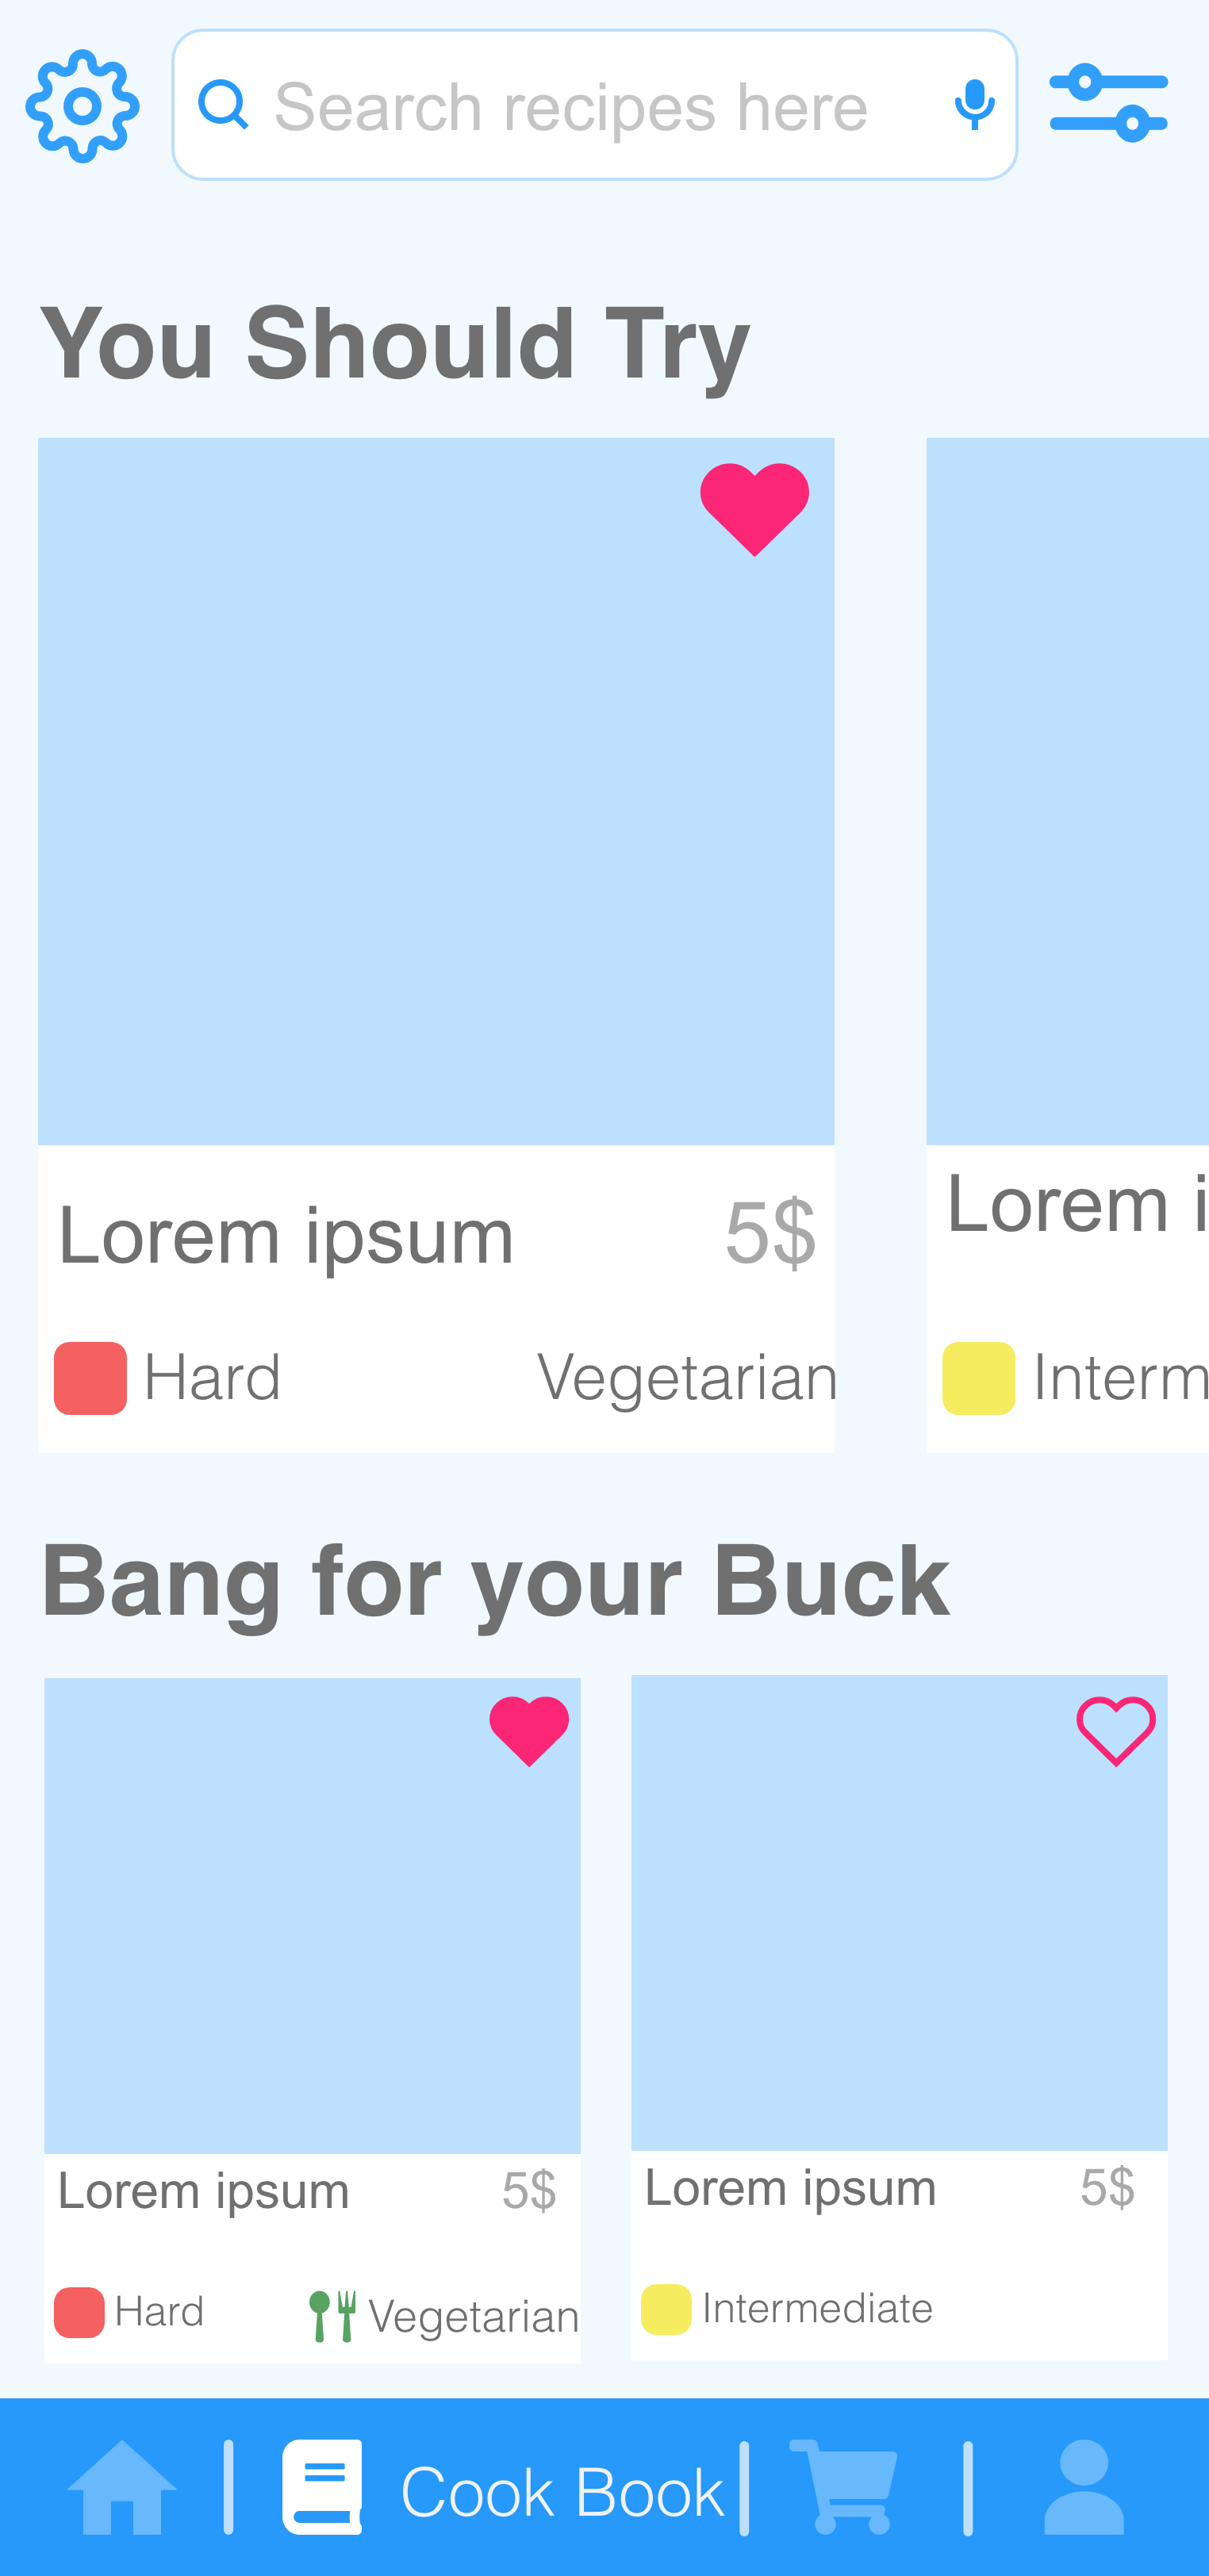 Search recipes here
You Should Try
Lorem ipsum 5$
Hard Vegetarian
Lorem i
Interm
Bang for your Buck
Lorem ipsum 5$
Hard Vegetarian
Lorem ipsum 5$
Intermediate
Cook Book